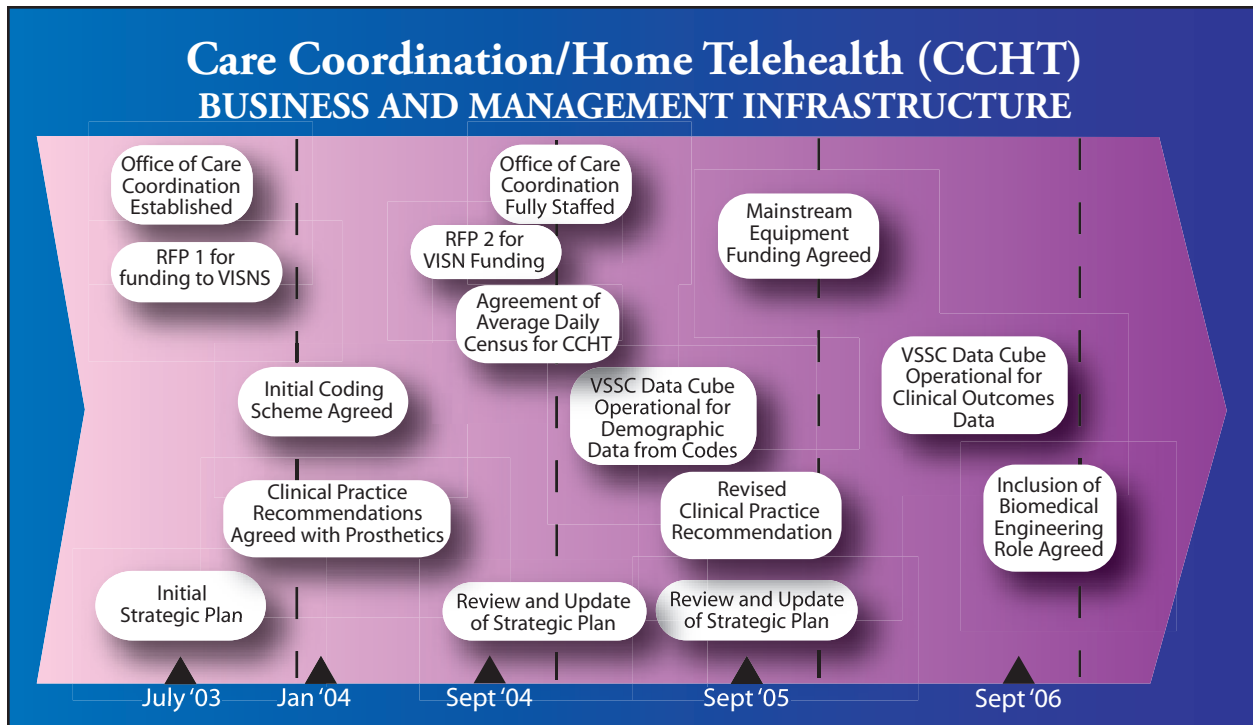 Care Coordination/Home Telehealth (CCHT)
BUSINESS AND MANAGEMENT INFRASTRUCTURE
Office of Care
Coordination
Established
RFP 1 for
funding to VISNS
Initial Coding
Scheme Agreed
Clinical Practice
Recommendations
Agreed with Prosthetics
Initial
Strategic Plan
Office of Care
Coordination
Fully Staffed
RFP 2 for
VISN Funding
Agreement of
Average Daily
Census for CCHT
VSSC Data Cube
Operational for
Demographic
Data from Codes
Review and Update
of Strategic Plan
Mainstream
Equipment
Funding Agreed
Revised
Clinical Practice
Recommendation
Review and Update
of Strategic Plan
VSSC Data Cube
Operational for
Clinical Outcomes
Data
Inclusion of
Biomedical
Engineering
Role Agreed
July ‘03
Jan ‘04
Sept ‘04
Sept ‘05
Sept ‘06